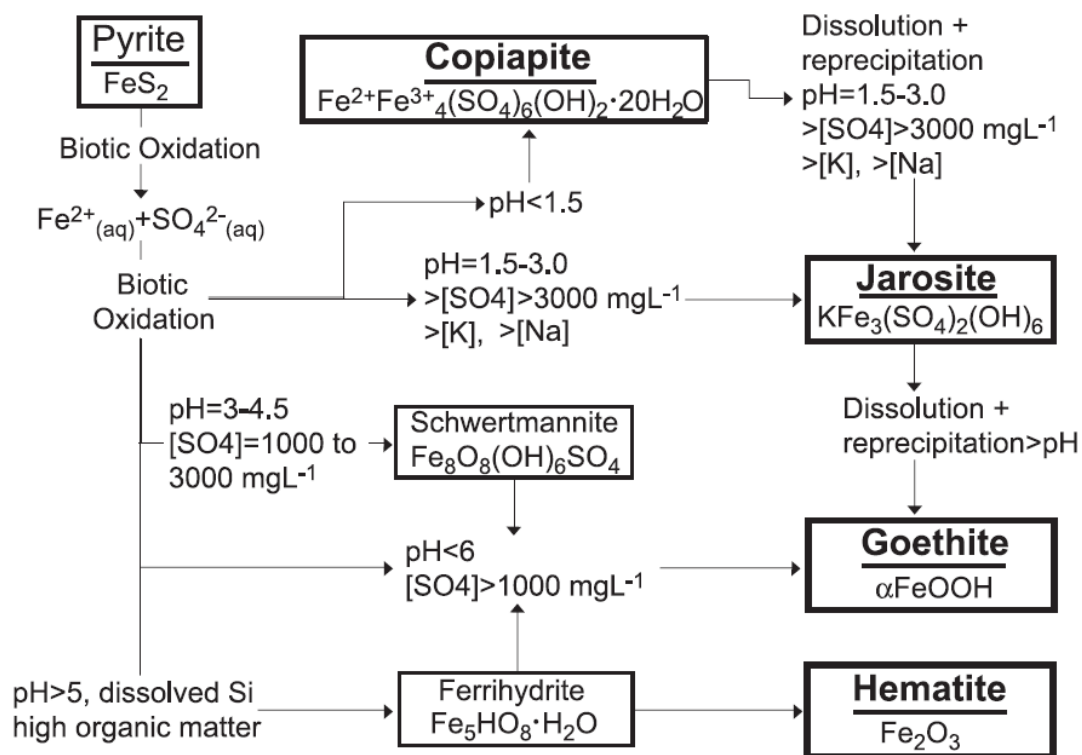 Pyrite
FeS₂
Biotic Oxidation
Fe²⁺(aq)+SO₄²⁻(aq)
Biotic
Oxidation
Copiapite
Fe²⁺Fe³⁺₄(SO₄)₆(OH)₂·20H₂O
Dissolution +
reprecipitation
pH=1.5-3.0
>[SO4]>3000 mgL⁻¹
>[K], >[Na]
pH<1.5
pH=1.5-3.0
>[SO4]>3000 mgL⁻¹
>[K], >[Na]
Jarosite
KFe₃(SO₄)₂(OH)₆
pH=3-4.5
[SO4]=1000 to
3000 mgL⁻¹
Schwertmannite
Fe₈O₈(OH)₆SO₄
Dissolution +
reprecipitation>pH
pH<6
[SO4]>1000 mgL⁻¹
Goethite
αFeOOH
pH>5, dissolved Si
high organic matter
Ferrihydrite
Fe₅HO₈·H₂O
Hematite
Fe₂O₃